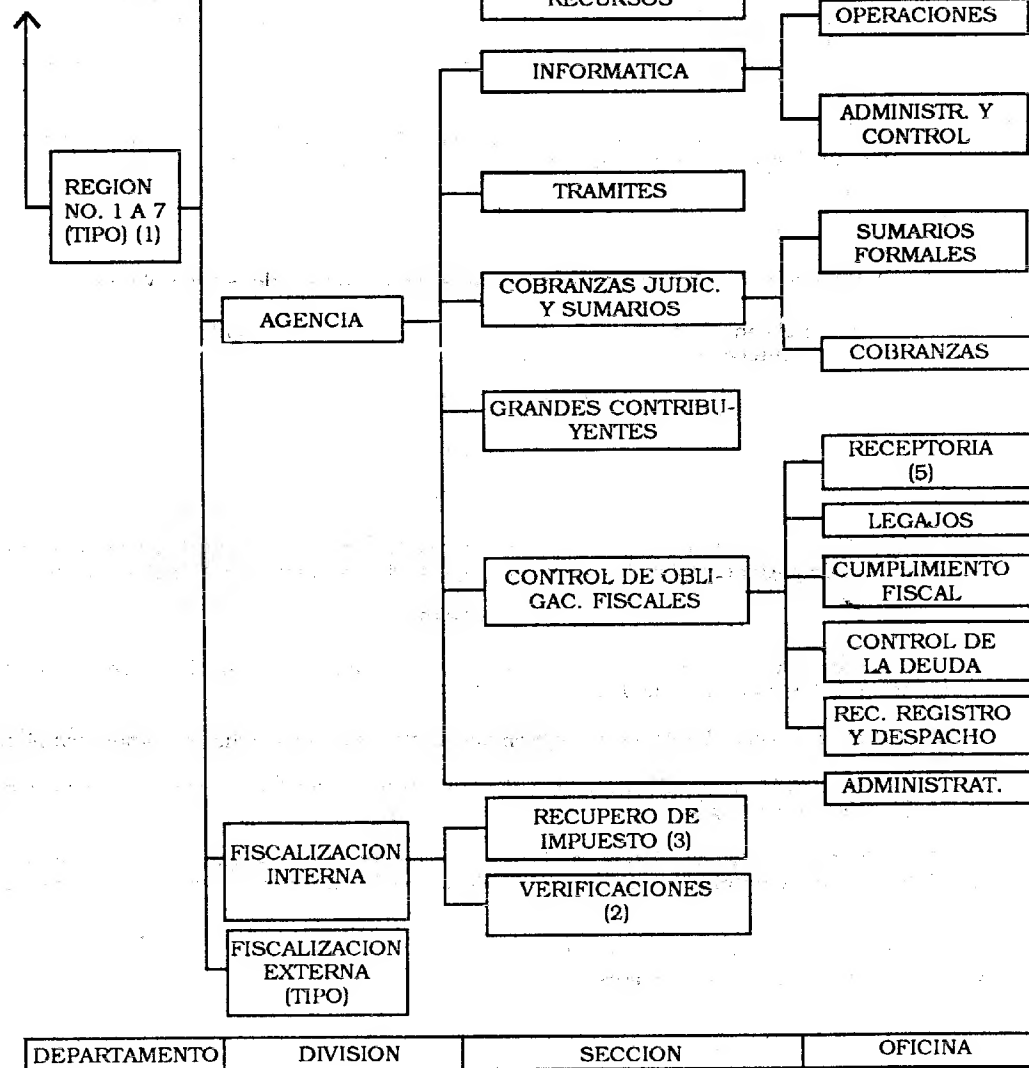 RECURSOS
OPERACIONES
INFORMATICA
ADMINISTR. Y
CONTROL
REGION
NO. 1 A 7
(TIPO) (1)
TRAMITES
SUMARIOS
FORMALES
COBRANZAS JUDIC.
Y SUMARIOS
AGENCIA
COBRANZAS
GRANDES CONTRIBU-
YENTES
RECEPTORIA
(5)
LEGAJOS
CONTROL DE OBLI-
GAC. FISCALES
CUMPLIMIENTO
FISCAL
CONTROL DE
LA DEUDA
REC. REGISTRO
Y DESPACHO
ADMINISTRAT.
FISCALIZACION
INTERNA
RECUPERO DE
IMPUESTO (3)
VERIFICACIONES
(2)
FISCALIZACION
EXTERNA
(TIPO)
DEPARTAMENTO
DIVISION
SECCION
OFICINA